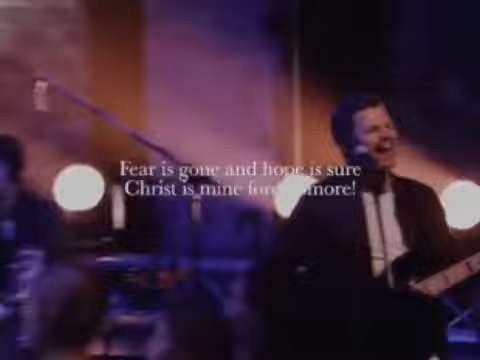 Fear is gone and hope is sure
Christ is mine forevermore!